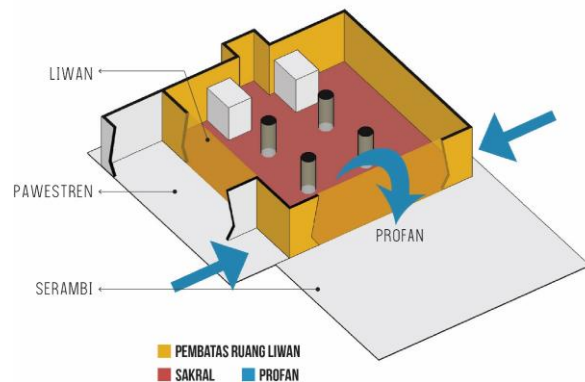 LIWAN
PAWESTREN
PROFAN
SERAMBI
PEMBATAS RUANG LIWAN
SAKRAL PROFAN